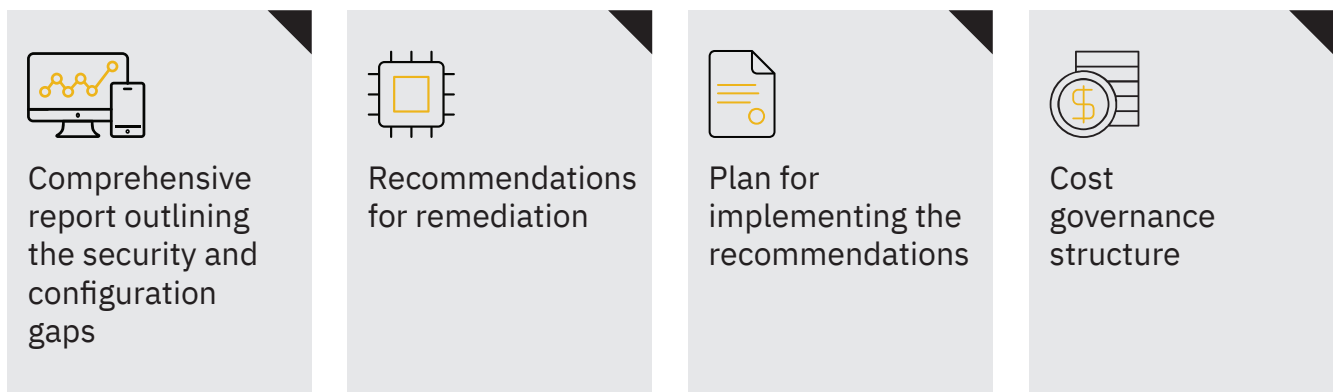 Comprehensive
report outlining
the security and
configuration
gaps
Recommendations
for remediation
Plan for
implementing the
recommendations
Cost
governance
structure